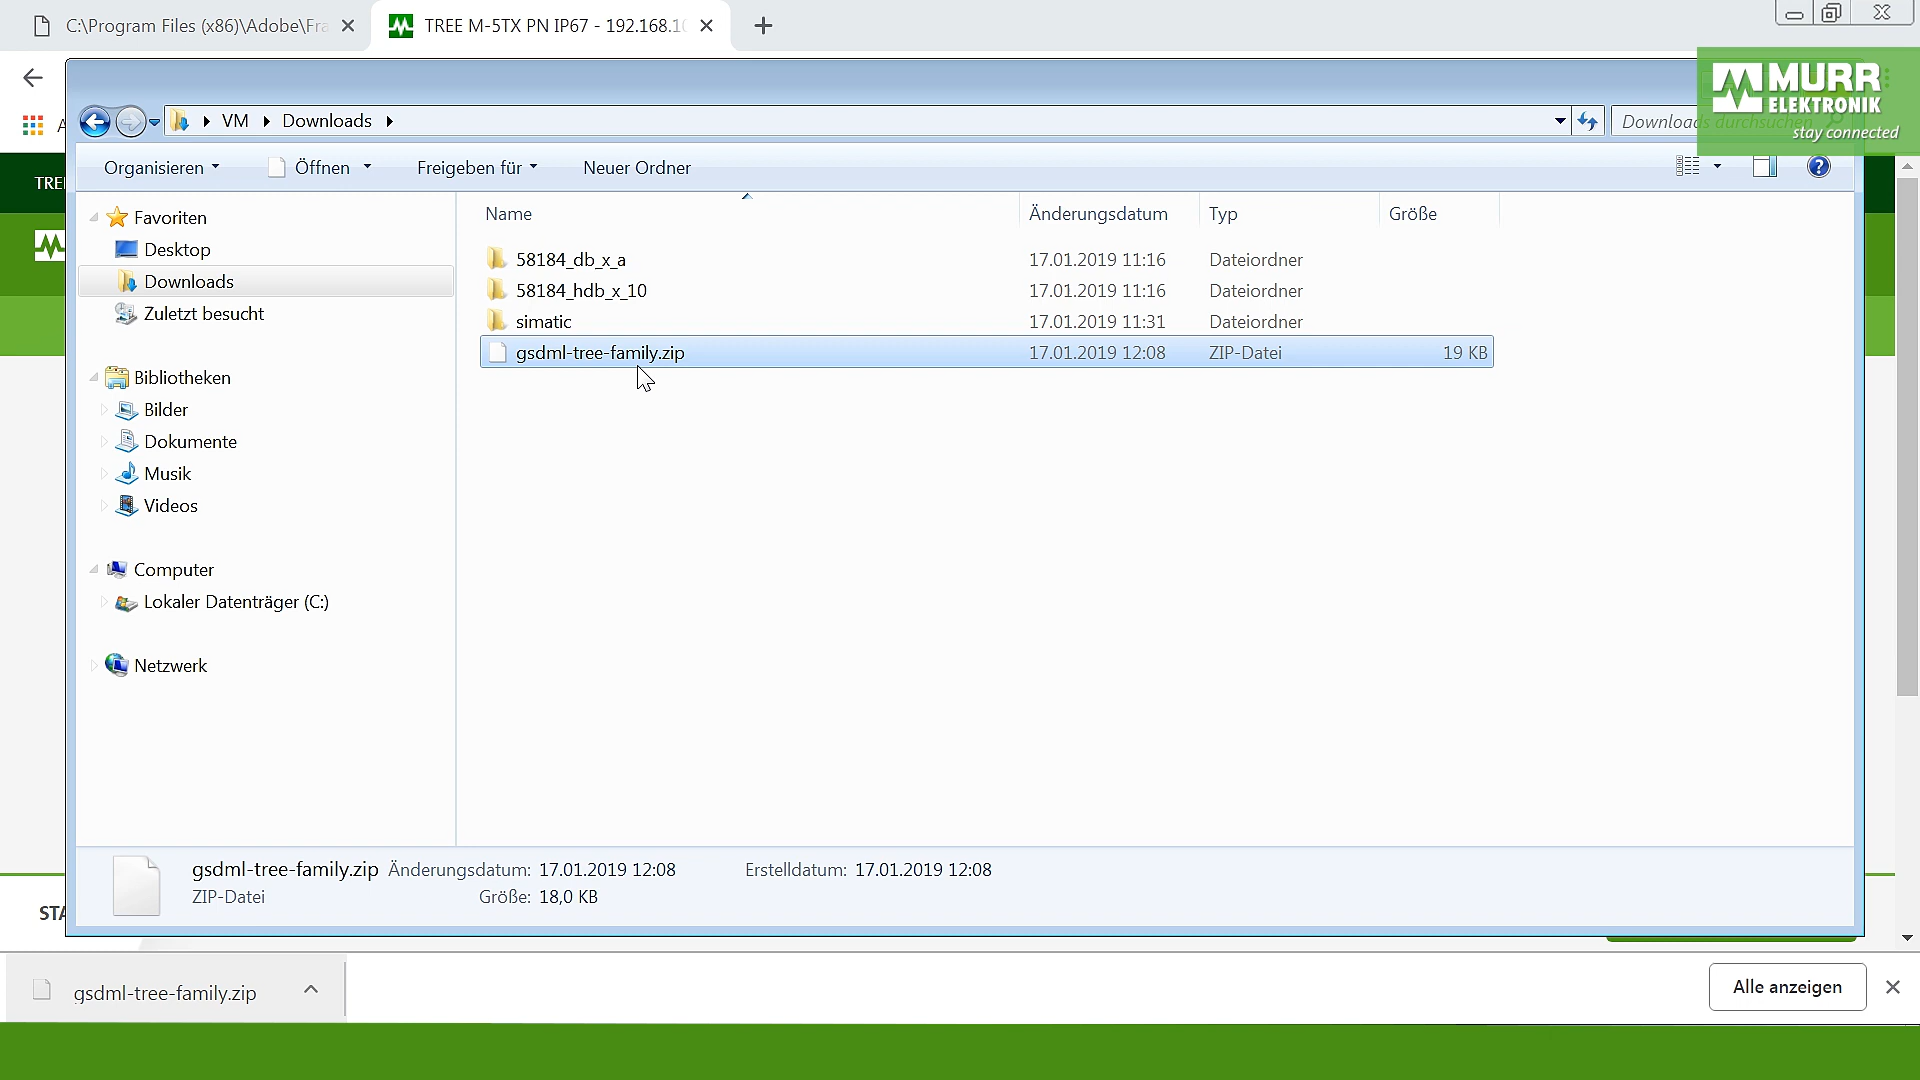 C:\Program Files (x86)\Adobe\Fra
TREE M-5TX PN IP67 - 192.168.10
MURR
ELEKTRONIK
stay connected
VM
Downloads
Downloads durchsuchen
Organisieren
Öffnen
Freigeben für
Neuer Ordner
TREE
Favoriten
Desktop
Downloads
Zuletzt besucht
Bibliotheken
Bilder
Dokumente
Musik
Videos
Computer
Lokaler Datenträger (C:)
Netzwerk
Name Änderungsdatum Typ Größe
58184_db_x_a 17.01.2019 11:16 Dateiordner
58184_hdb_x_10 17.01.2019 11:16 Dateiordner
simatic 17.01.2019 11:31 Dateiordner
gsdml-tree-family.zip 17.01.2019 12:08 ZIP-Datei 19 KB
gsdml-tree-family.zip Änderungsdatum: 17.01.2019 12:08 Erstelldatum: 17.01.2019 12:08
ZIP-Datei Größe: 18,0 KB
STA
gsdml-tree-family.zip
Alle anzeigen